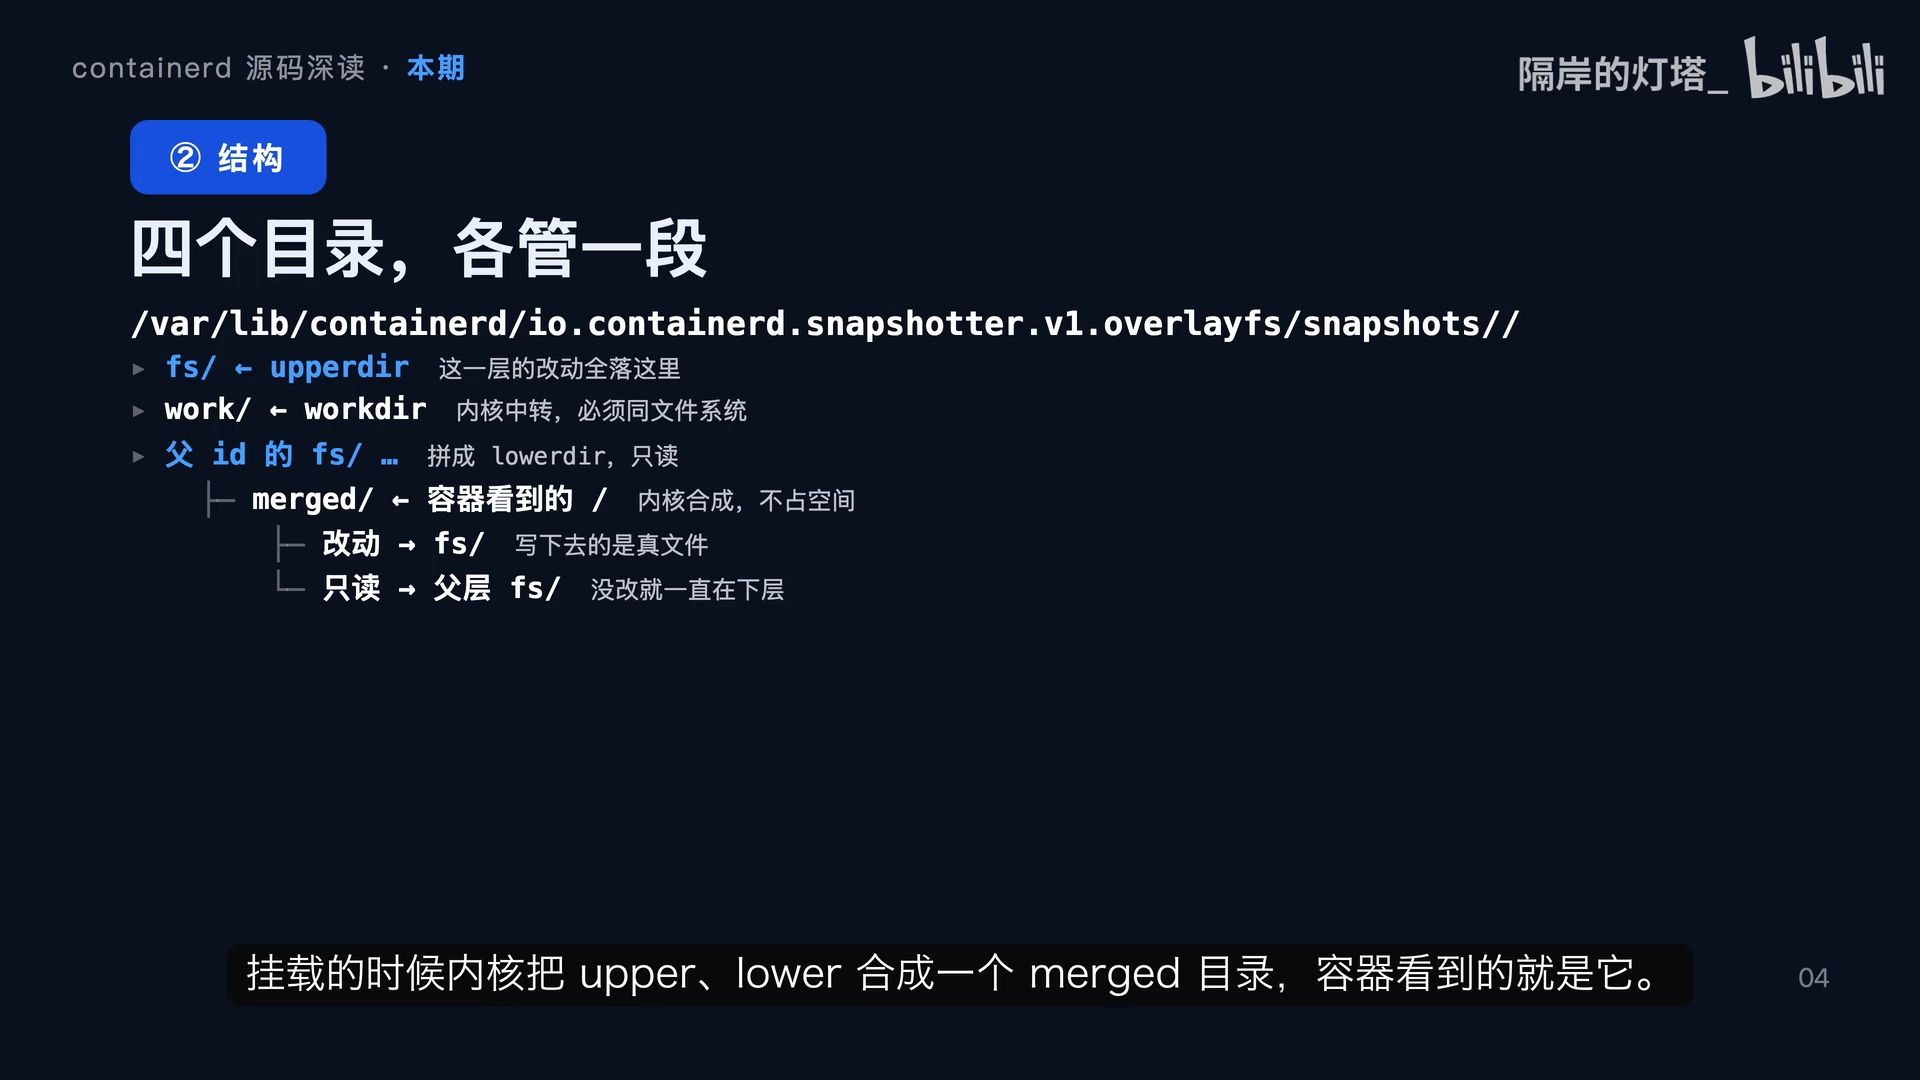 containerd 源码深读 · 本期
隔岸的灯塔_ bilibili
② 结构
四个目录，各管一段
/var/lib/containerd/io.containerd.snapshotter.v1.overlayfs/snapshots//
▸ fs/ ← upperdir 这一层的改动全落这里
▸ work/ ← workdir 内核中转，必须同文件系统
▸ 父 id 的 fs/ … 拼成 lowerdir，只读
├─ merged/ ← 容器看到的 / 内核合成，不占空间
├─ 改动 → fs/ 写下去的是真文件
└─ 只读 → 父层 fs/ 没改就一直在下层
挂载的时候内核把 upper、lower 合成一个 merged 目录，容器看到的就是它。
04